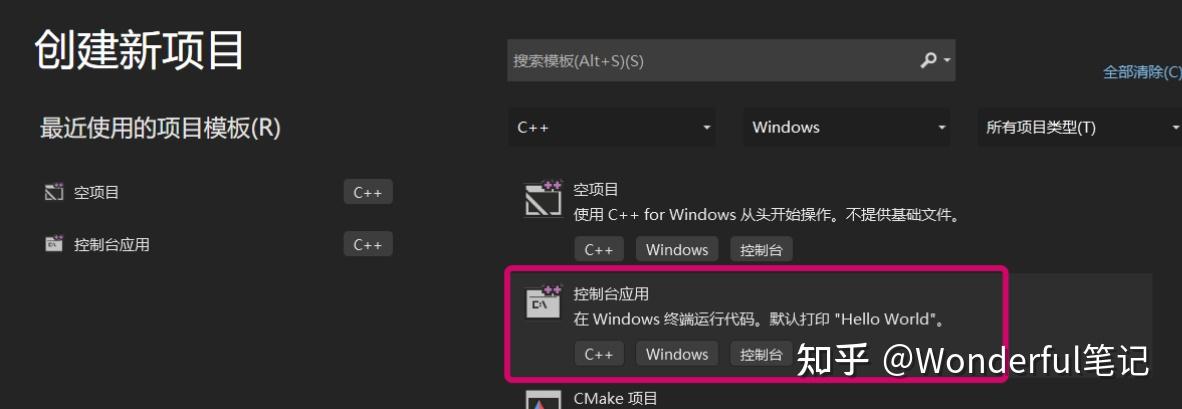 创建新项目
搜索模板(Alt+S)(S)
全部清除(C)
最近使用的项目模板(R)
C++
Windows
所有项目类型(T)
空项目
C++
控制台应用
C++
空项目
使用 C++ for Windows 从头开始操作。不提供基础文件。
C++ Windows 控制台
C:\
控制台应用
在 Windows 终端运行代码。默认打印 "Hello World"。
C++ Windows 控制台
知乎 @Wonderful笔记
CMake 项目